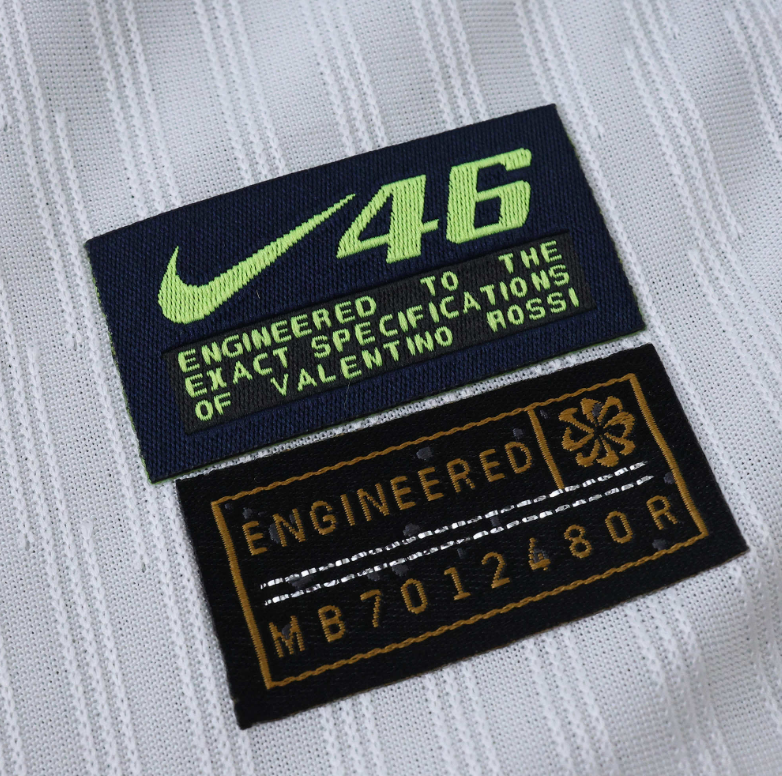 46
ENGINEERED TO THE
EXACT SPECIFICATIONS
OF VALENTINO ROSSI
ENGINEERED
MB7012480R